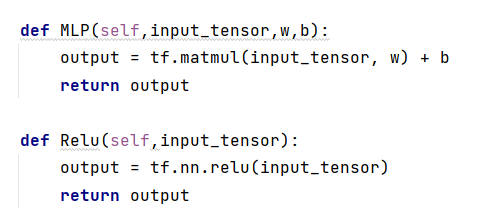 def MLP(self,input_tensor,w,b):
    output = tf.matmul(input_tensor, w) + b
    return output
def Relu(self,input_tensor):
    output = tf.nn.relu(input_tensor)
    return output